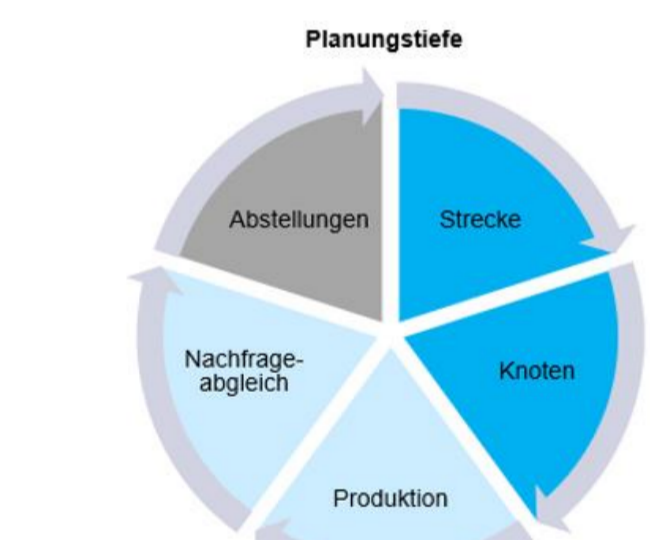 Planungstiefe
Abstellungen
Strecke
Nachfrage-
abgleich
Knoten
Produktion